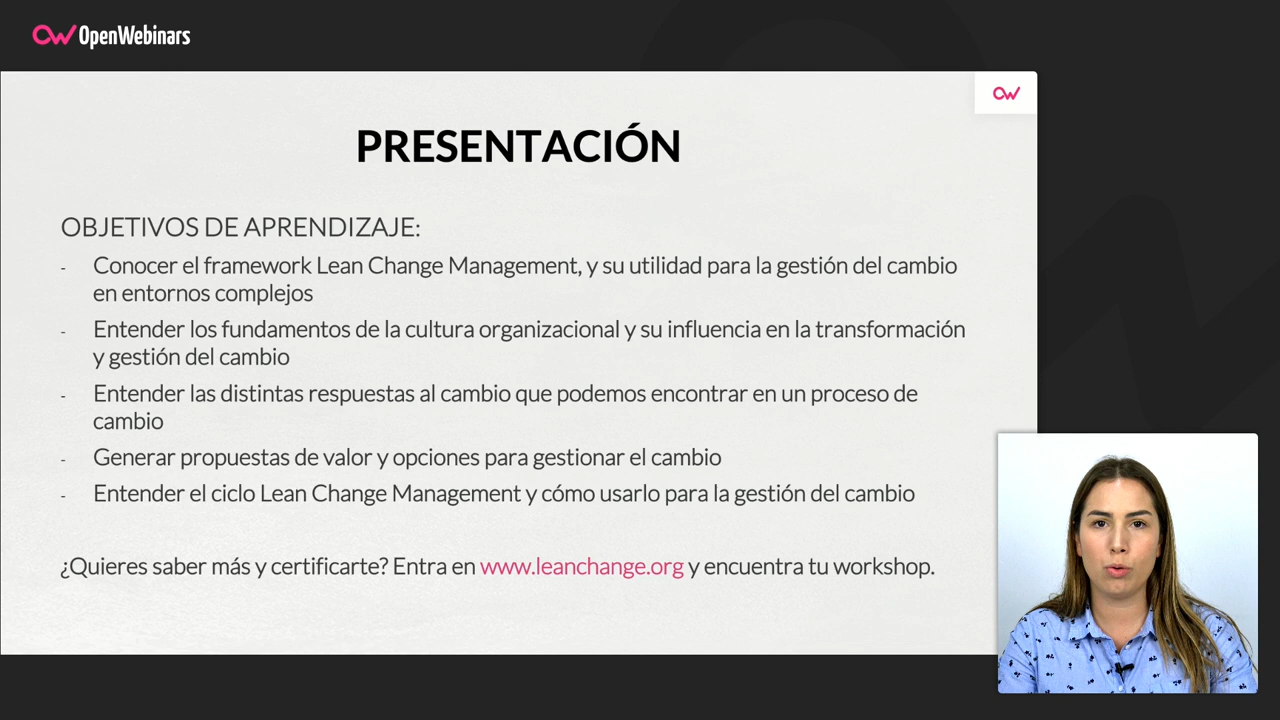 OpenWebinars
PRESENTACIÓN
OBJETIVOS DE APRENDIZAJE:
- Conocer el framework Lean Change Management, y su utilidad para la gestión del cambio
en entornos complejos
- Entender los fundamentos de la cultura organizacional y su influencia en la transformación
y gestión del cambio
- Entender las distintas respuestas al cambio que podemos encontrar en un proceso de
cambio
- Generar propuestas de valor y opciones para gestionar el cambio
- Entender el ciclo Lean Change Management y cómo usarlo para la gestión del cambio
¿Quieres saber más y certificarte? Entra en www.leanchange.org y encuentra tu workshop.